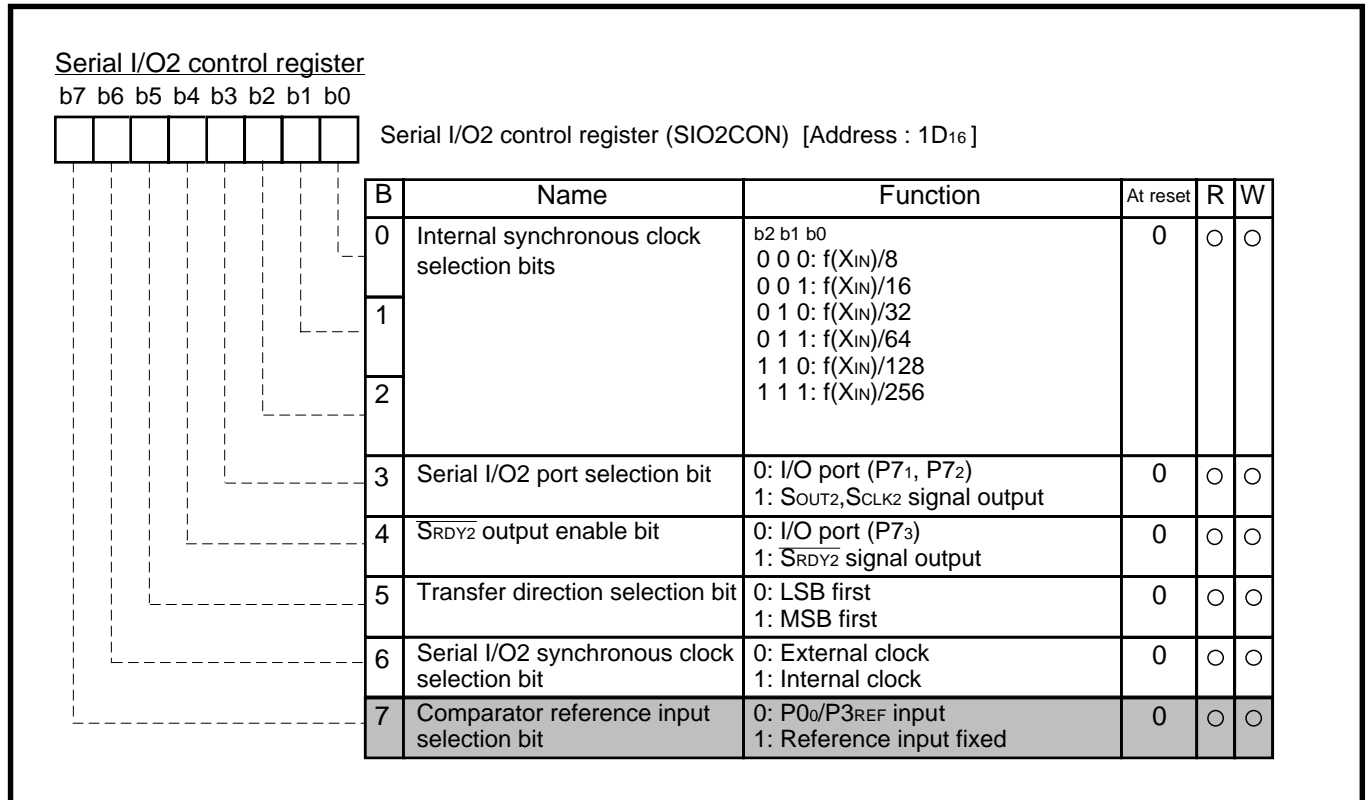 Serial I/O2 control register
b7 b6 b5 b4 b3 b2 b1 b0
Serial I/O2 control register (SIO2CON) [Address : 1D16 ]
B Name Function At reset R W
0 Internal synchronous clock selection bits b2 b1 b0 0 ○ ○
0 0 0: f(XIN)/8
0 0 1: f(XIN)/16
1 0 1 0: f(XIN)/32
0 1 1: f(XIN)/64
1 1 0: f(XIN)/128
2 1 1 1: f(XIN)/256
3 Serial I/O2 port selection bit 0: I/O port (P71, P72) 0 ○ ○
1: SOUT2,SCLK2 signal output
4 S̅R̅D̅Y̅2̅ output enable bit 0: I/O port (P73) 0 ○ ○
1: S̅R̅D̅Y̅2̅ signal output
5 Transfer direction selection bit 0: LSB first 0 ○ ○
1: MSB first
6 Serial I/O2 synchronous clock 0: External clock 0 ○ ○
selection bit 1: Internal clock
7 Comparator reference input 0: P00/P3REF input 0 ○ ○
selection bit 1: Reference input fixed